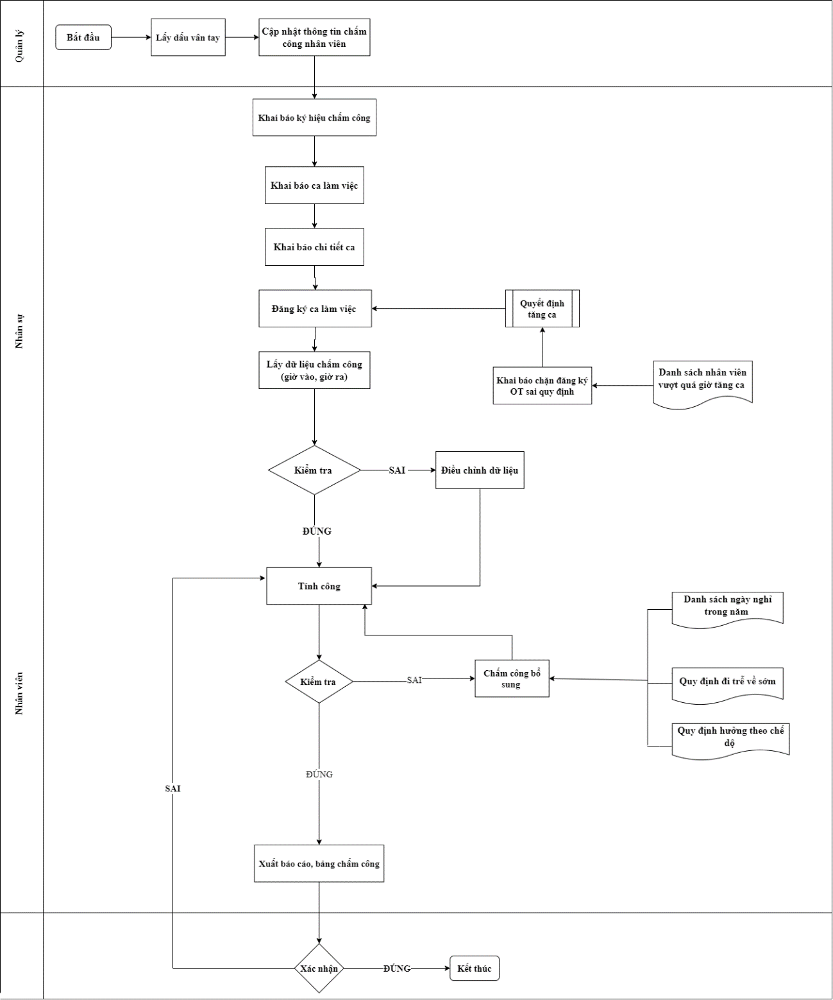 Quản lý
Bắt đầu
Lấy dấu vân tay
Cập nhật thông tin chấm
công nhân viên
Nhân sự
Khai báo ký hiệu chấm công
Khai báo ca làm việc
Khai báo chi tiết ca
Đăng ký ca làm việc
Quyết định
tăng ca
Lấy dữ liệu chấm công
(giờ vào, giờ ra)
Khai báo chặn đăng ký
OT sai quy định
Danh sách nhân viên
vượt quá giờ tăng ca
Kiểm tra
SAI
Điều chỉnh dữ liệu
ĐÚNG
Tính công
Nhân viên
Danh sách ngày nghỉ
trong năm
Kiểm tra
SAI
Chấm công bổ
sung
Quy định đi trễ về sớm
Quy định hưởng theo chế
dộ
ĐÚNG
SAI
Xuất báo cáo, bảng chấm công
Xác nhận
ĐÚNG
Kết thúc